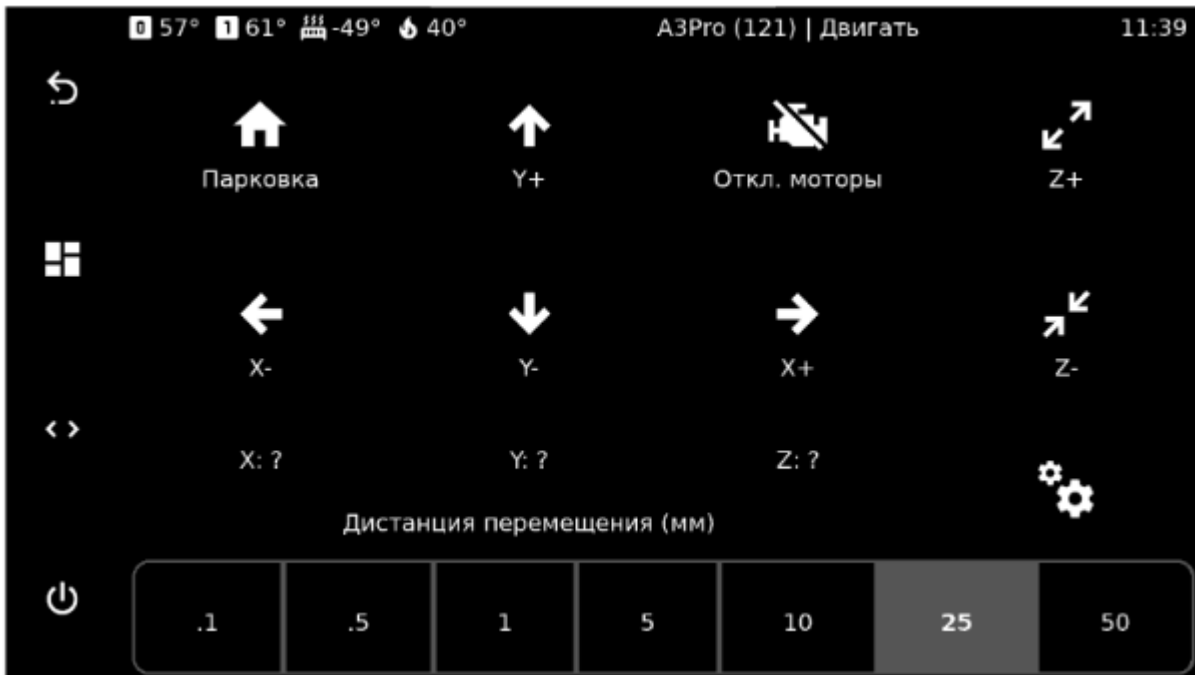 0 57° 1 61° -49° 40° A3Pro (121) | Двигать 11:39
Парковка Y+ Откл. моторы Z+
X- Y- X+ Z-
X: ? Y: ? Z: ?
Дистанция перемещения (мм)
.1 .5 1 5 10 25 50